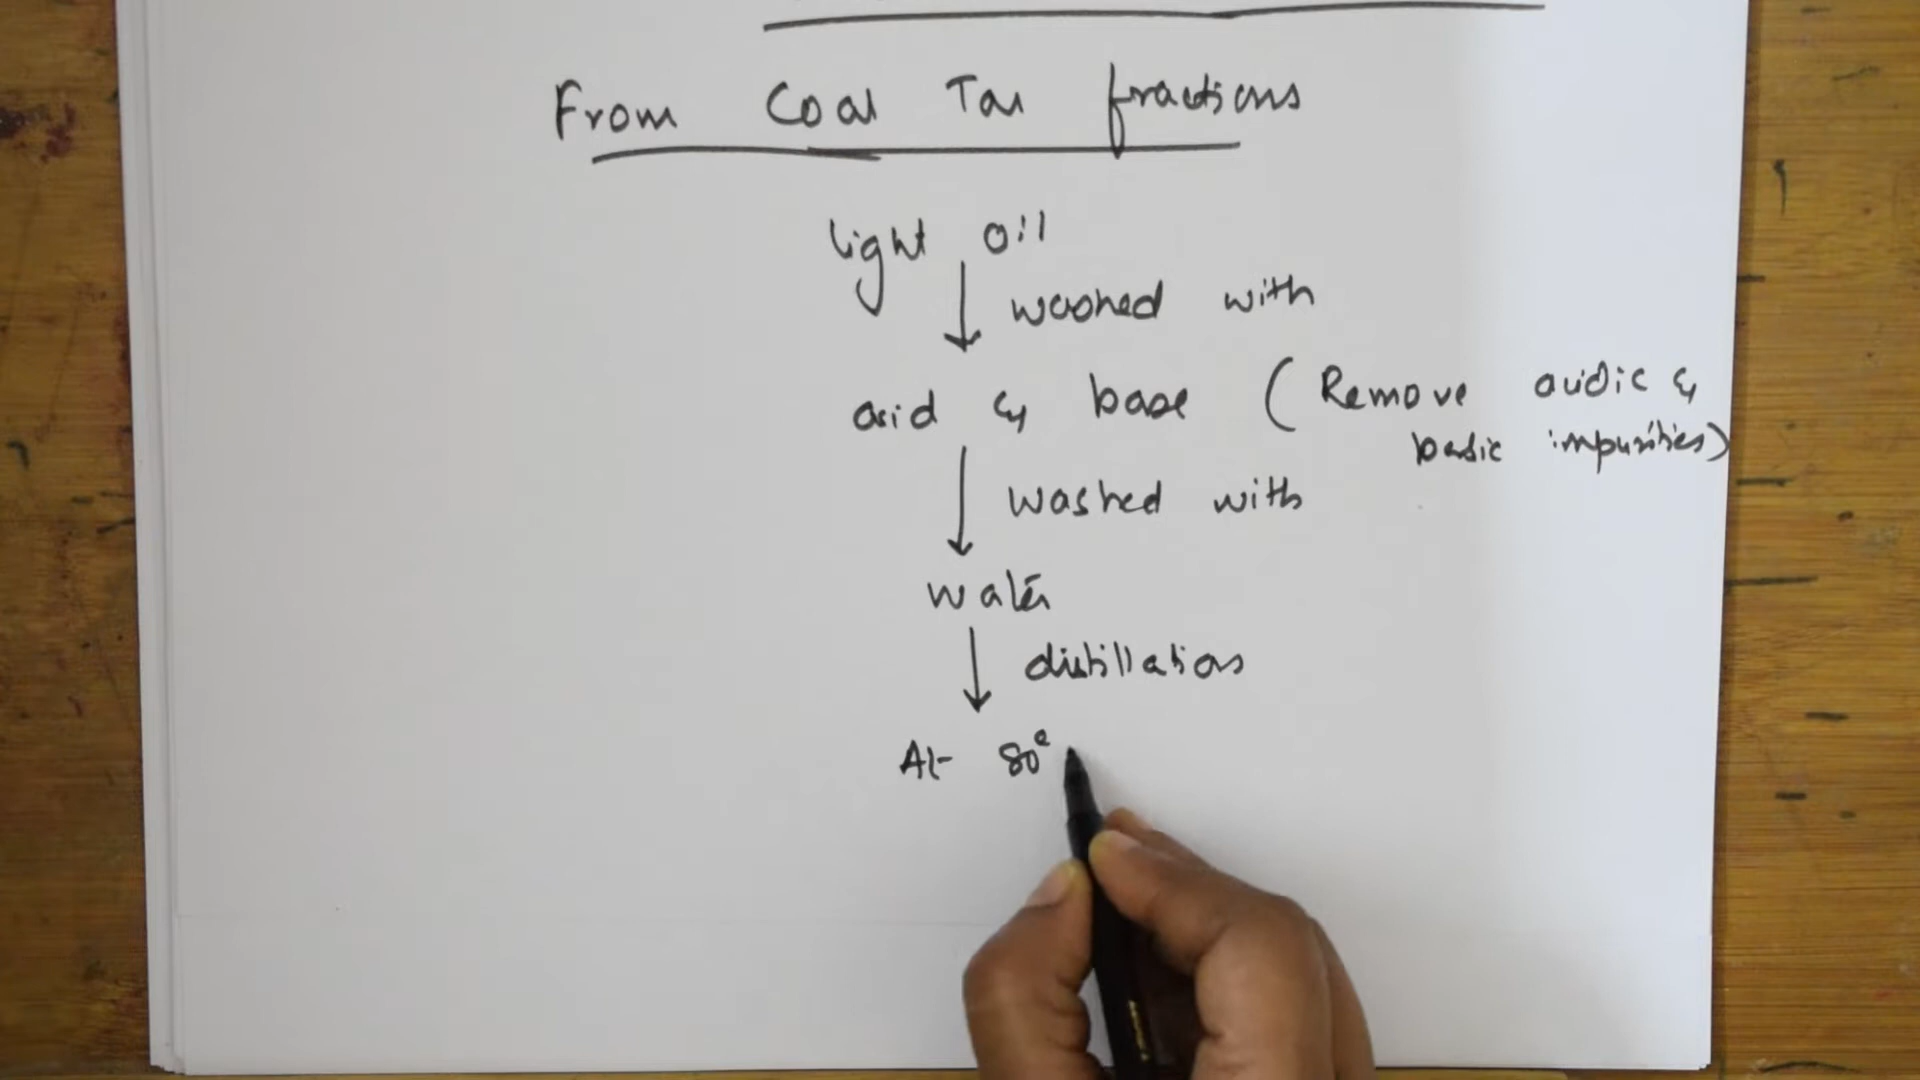 From Coal Tar fractions
light oil
washed with
acid & base (Remove acidic &
basic impurities)
washed with
water
distillation
At 80°